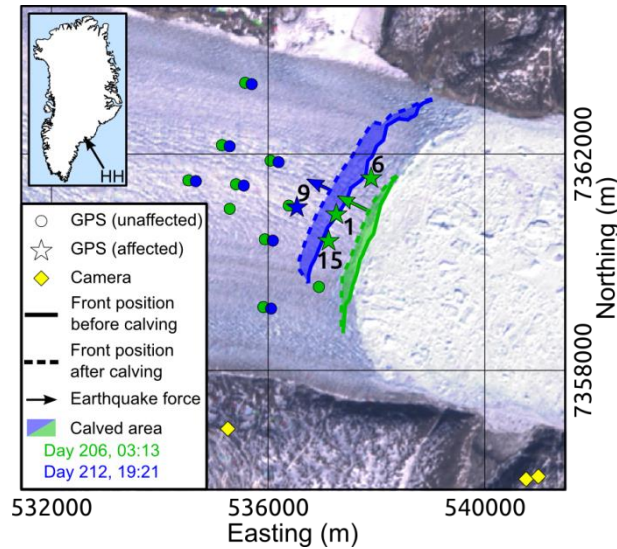 HH
6
9
1
15
GPS (unaffected)
GPS (affected)
Camera
Front position
before calving
Front position
after calving
Earthquake force
Calved area
Day 206, 03:13
Day 212, 19:21
7362000
7358000
Northing (m)
532000
536000
540000
Easting (m)